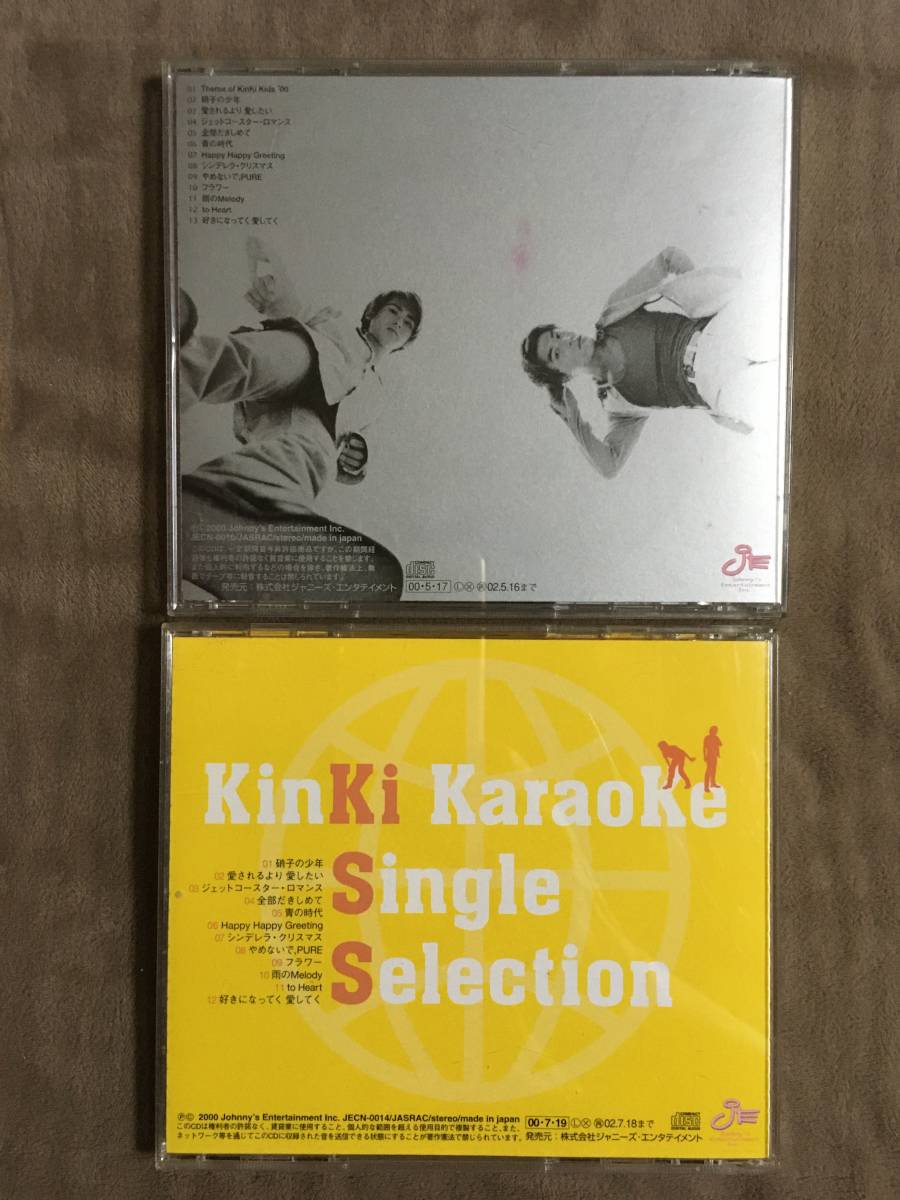 01 Theme of KinKi Kids '00
02 硝子の少年
03 愛されるより 愛したい
04 ジェットコースター・ロマンス
05 全部だきしめて
06 青の時代
07 Happy Happy Greeting
08 シンデレラ・クリスマス
09 やめないで,PURE
10 フラワー
11 雨のMelody
12 to Heart
13 好きになってく 愛してく
℗© 2000 Johnny's Entertainment Inc.
/JASRAC/stereo/made in japan
発売元：株式会社ジャニーズ・エンタテイメント
COMPACT disc DIGITAL AUDIO
00・5・17 02.5.16まで
Johnny's Entertainment Inc.
KinKi Karaoke
Single
Selection
01 硝子の少年
02 愛されるより 愛したい
03 ジェットコースター・ロマンス
04 全部だきしめて
05 青の時代
06 Happy Happy Greeting
07 シンデレラ・クリスマス
08 やめないで,PURE
09 フラワー
10 雨のMelody
11 to Heart
12 好きになってく 愛してく
℗© 2000 Johnny's Entertainment Inc. JECN-0014/JASRAC/stereo/made in japan
00・7・19 02.7.18まで
COMPACT disc DIGITAL AUDIO
このCDは権利者の許諾なく、賃貸業に使用すること、個人的な範囲を超える使用目的で複製すること、また、
ネットワーク等を通じてこのCDに収録された音を送信できる状態にすることが著作権法で禁じられています。
発売元：株式会社ジャニーズ・エンタテイメント